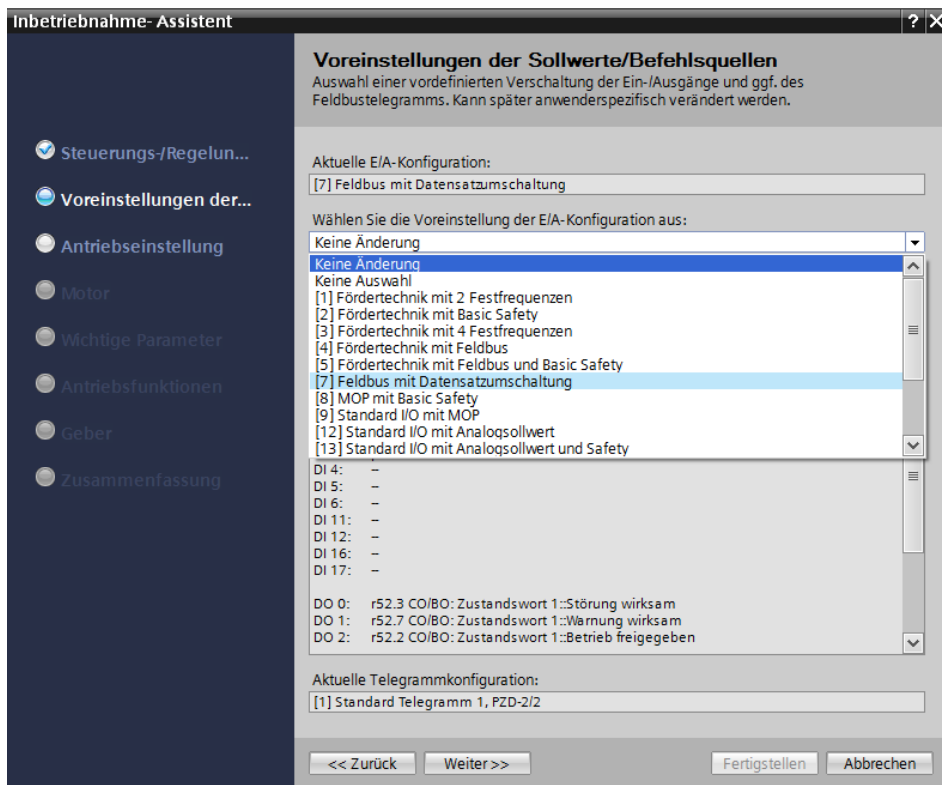 Inbetriebnahme- Assistent
? X
Voreinstellungen der Sollwerte/Befehlsquellen
Auswahl einer vordefinierten Verschaltung der Ein-/Ausgänge und ggf. des
Feldbustelegramms. Kann später anwenderspezifisch verändert werden.
Steuerungs-/Regelun...
Voreinstellungen der...
Antriebseinstellung
Motor
Wichtige Parameter
Antriebsfunktionen
Geber
Zusammenfassung
Aktuelle E/A-Konfiguration:
[7] Feldbus mit Datensatzumschaltung
Wählen Sie die Voreinstellung der E/A-Konfiguration aus:
Keine Änderung
Keine Änderung
Keine Auswahl
[1] Fördertechnik mit 2 Festfrequenzen
[2] Fördertechnik mit Basic Safety
[3] Fördertechnik mit 4 Festfrequenzen
[4] Fördertechnik mit Feldbus
[5] Fördertechnik mit Feldbus und Basic Safety
[7] Feldbus mit Datensatzumschaltung
[8] MOP mit Basic Safety
[9] Standard I/O mit MOP
[12] Standard I/O mit Analogsollwert
[13] Standard I/O mit Analogsollwert und Safety
DI 4: --
DI 5: --
DI 6: --
DI 11: --
DI 12: --
DI 16: --
DI 17: --
DO 0: r52.3 CO/BO: Zustandswort 1::Störung wirksam
DO 1: r52.7 CO/BO: Zustandswort 1::Warnung wirksam
DO 2: r52.2 CO/BO: Zustandswort 1::Betrieb freigegeben
Aktuelle Telegrammkonfiguration:
[1] Standard Telegramm 1, PZD-2/2
<< Zurück
Weiter >>
Fertigstellen
Abbrechen